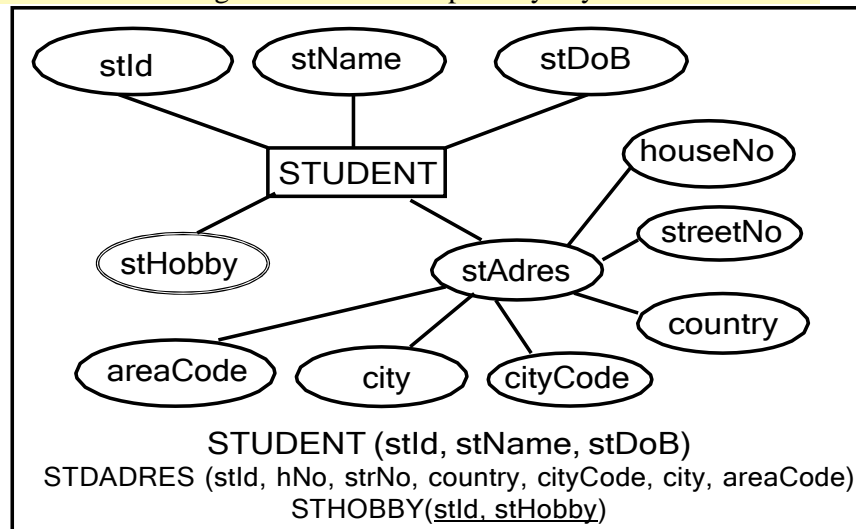 stId
stName
stDoB
STUDENT
houseNo
stHobby
streetNo
stAdres
country
areaCode
city
cityCode
STUDENT (stId, stName, stDoB)
STDADRES (stId, hNo, strNo, country, cityCode, city, areaCode)
STHOBBY(stId, stHobby)